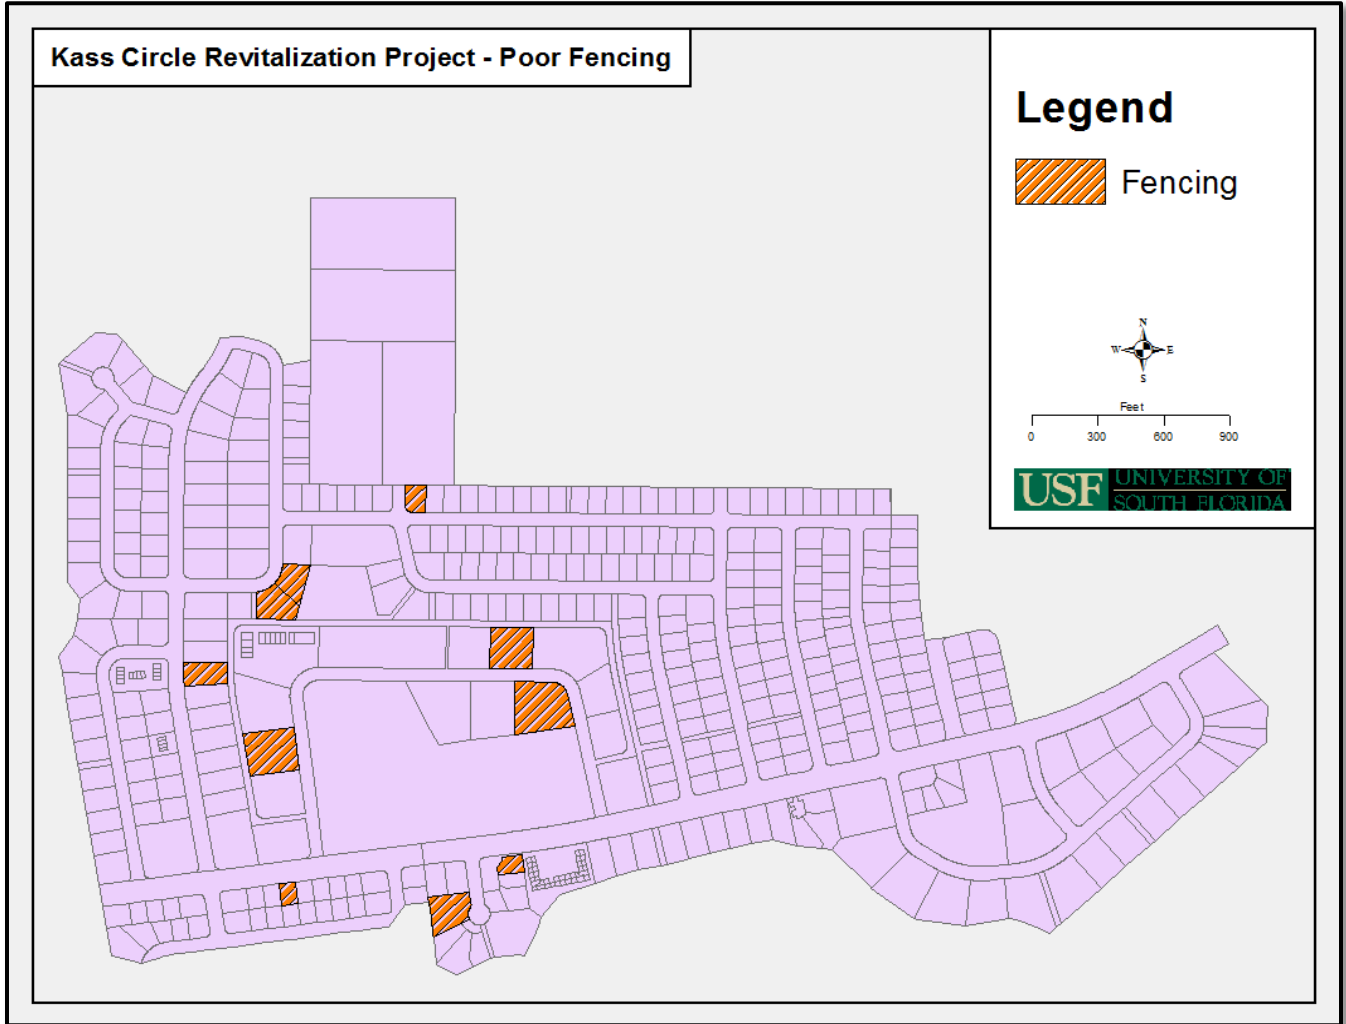 Kass Circle Revitalization Project - Poor Fencing
Legend
Fencing
N
W E
S
Feet
0 300 600 900
USF UNIVERSITY OF
SOUTH FLORIDA